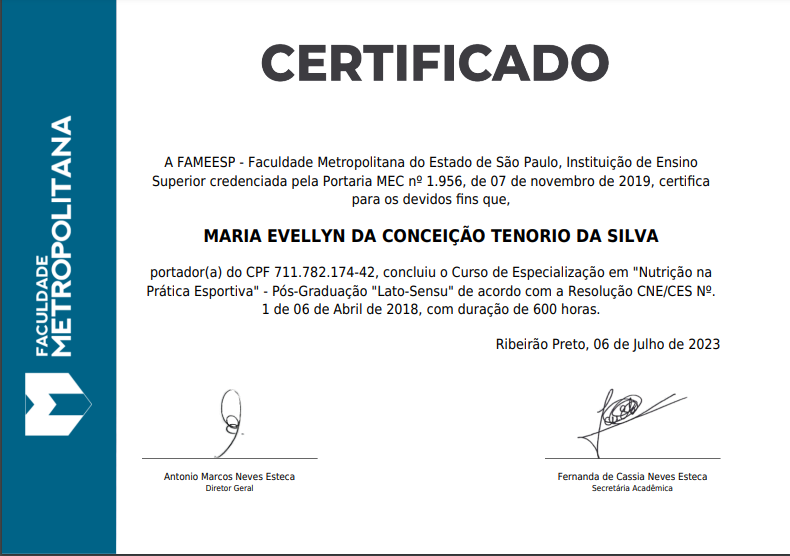 FACULDADE
METROPOLITANA
CERTIFICADO
A FAMEESP - Faculdade Metropolitana do Estado de São Paulo, Instituição de Ensino
Superior credenciada pela Portaria MEC nº 1.956, de 07 de novembro de 2019, certifica
para os devidos fins que,
MARIA EVELLYN DA CONCEIÇÃO TENORIO DA SILVA
portador(a) do CPF 711.782.174-42, concluiu o Curso de Especialização em "Nutrição na
Prática Esportiva" - Pós-Graduação "Lato-Sensu" de acordo com a Resolução CNE/CES Nº.
1 de 06 de Abril de 2018, com duração de 600 horas.
Ribeirão Preto, 06 de Julho de 2023
Antonio Marcos Neves Esteca
Diretor Geral
Fernanda de Cassia Neves Esteca
Secretária Acadêmica